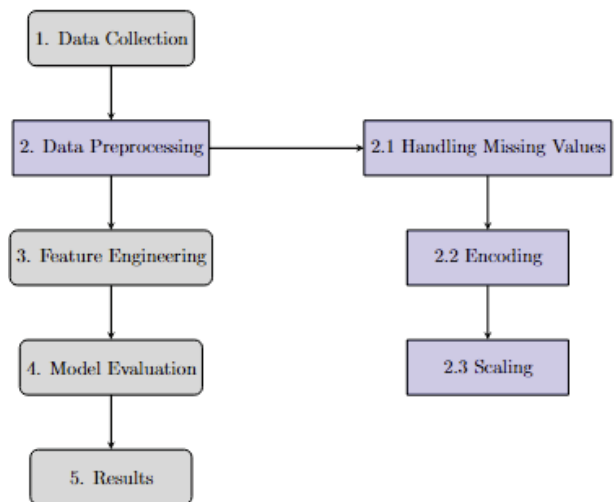 1. Data Collection
2. Data Preprocessing
2.1 Handling Missing Values
3. Feature Engineering
2.2 Encoding
4. Model Evaluation
2.3 Scaling
5. Results